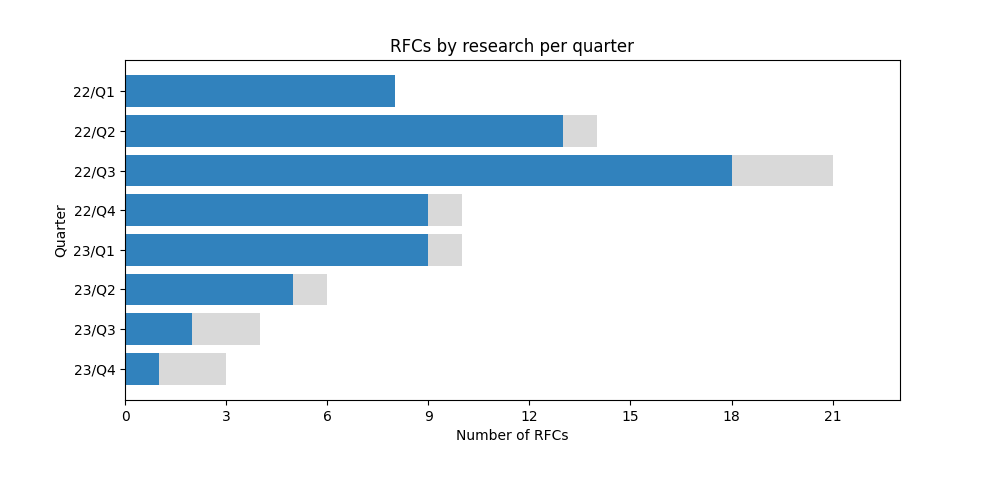 RFCs by research per quarter
Quarter
22/Q1
22/Q2
22/Q3
22/Q4
23/Q1
23/Q2
23/Q3
23/Q4
0 3 6 9 12 15 18 21
Number of RFCs